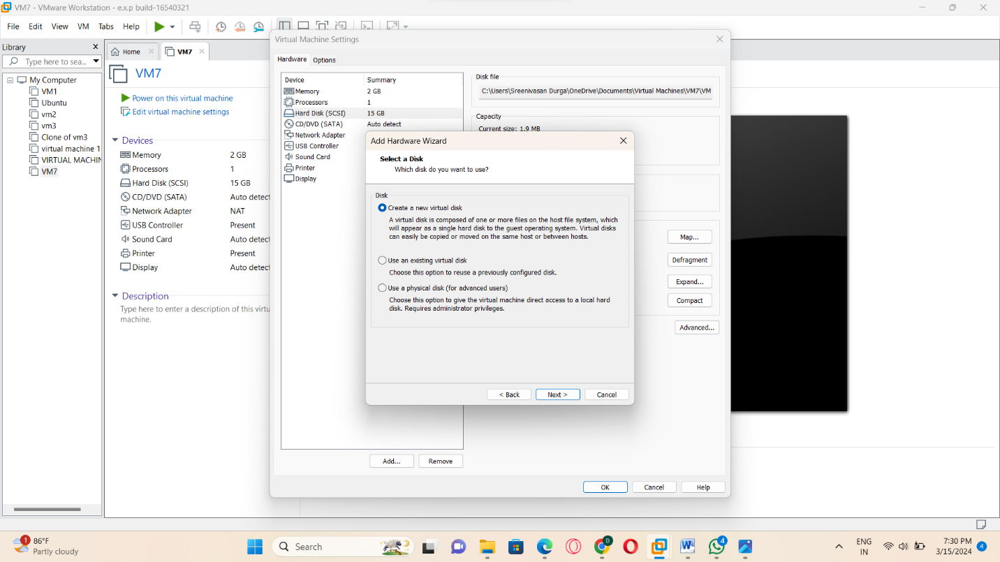 VM7 - VMware Workstation - e.x.p build-16540321
File Edit View VM Tabs Help
Library
Type here to sea...
My Computer
VM1
Ubuntu
vm2
vm3
Clone of vm3
virtual machine 1
VIRTUAL MACHIN
VM7
Home
VM7
VM7
Power on this virtual machine
Edit virtual machine settings
Devices
Memory 2 GB
Processors 1
Hard Disk (SCSI) 15 GB
CD/DVD (SATA) Auto detect
Network Adapter NAT
USB Controller Present
Sound Card Auto detect
Printer Present
Display Auto detect
Description
Type here to enter a description of this virtu
machine.
Virtual Machine Settings
Hardware Options
Device Summary
Memory 2 GB
Processors 1
Hard Disk (SCSI) 15 GB
CD/DVD (SATA) Auto detect
Network Adapter
USB Controller
Sound Card
Printer
Display
Add... Remove
Disk file
C:\Users\Sreenivasan Durga\OneDrive\Documents\Virtual Machines\VM7\VM
Capacity
Current size: 1.9 MB
Map...
Defragment
Expand...
Compact
Advanced...
OK Cancel Help
Add Hardware Wizard
Select a Disk
Which disk do you want to use?
Disk
Create a new virtual disk
A virtual disk is composed of one or more files on the host file system, which
will appear as a single hard disk to the guest operating system. Virtual disks
can easily be copied or moved on the same host or between hosts.
Use an existing virtual disk
Choose this option to reuse a previously configured disk.
Use a physical disk (for advanced users)
Choose this option to give the virtual machine direct access to a local hard
disk. Requires administrator privileges.
< Back Next > Cancel
1
86°F
Partly cloudy
Search
D
4
ENG
IN
7:30 PM
3/15/2024
4